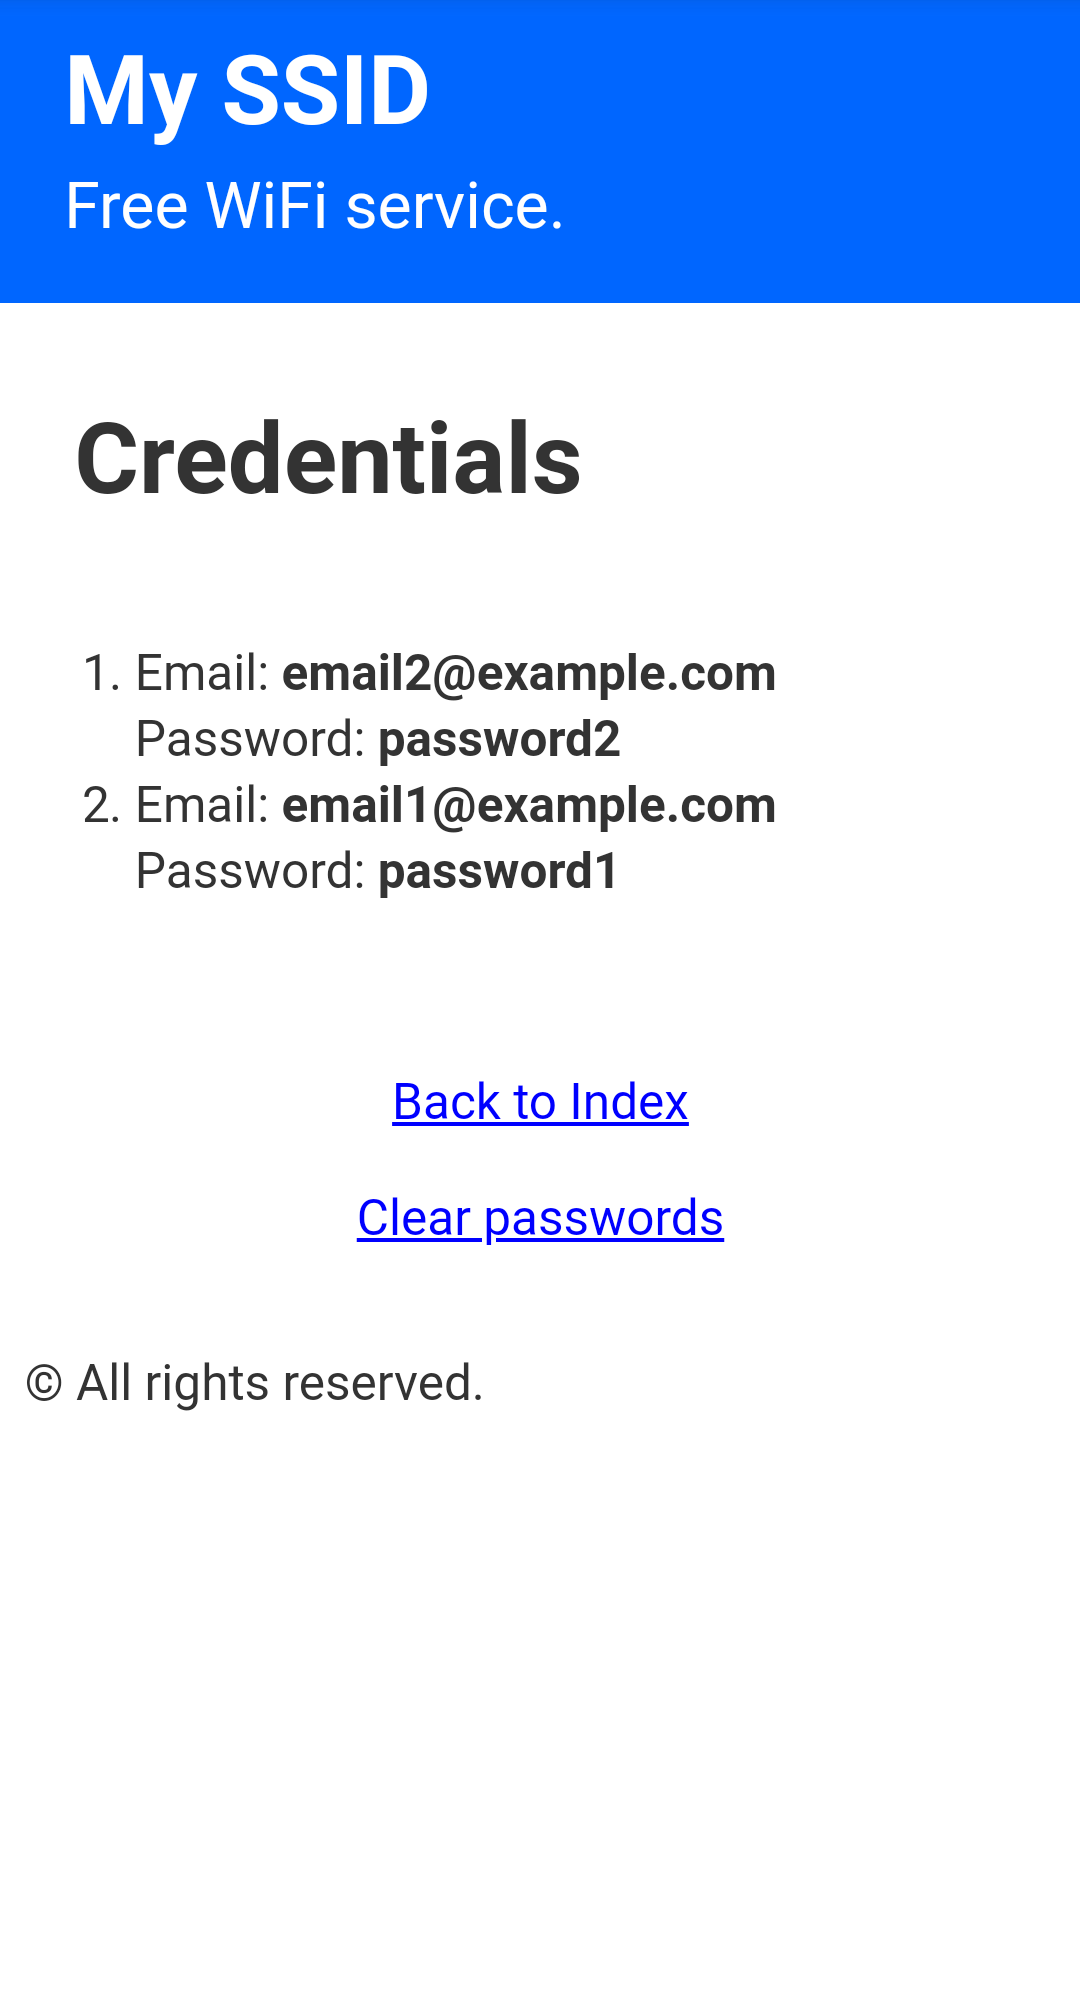 My SSID
Free WiFi service.
Credentials
1. Email: email2@example.com
Password: password2
2. Email: email1@example.com
Password: password1
Back to Index
Clear passwords
© All rights reserved.